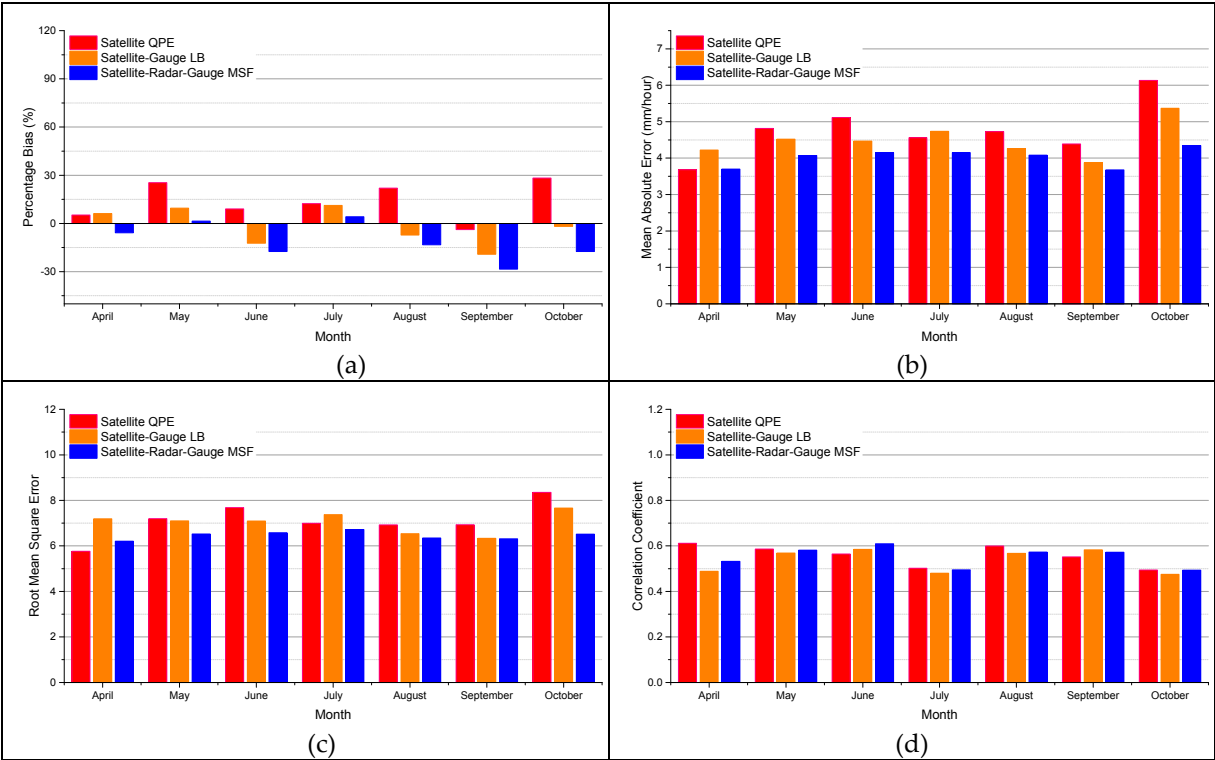 120
90
60
30
0
-30
Percentage Bias (%)
Satellite QPE
Satellite-Gauge LB
Satellite-Radar-Gauge MSF
April May June July August September October
Month
(a)
7
6
5
4
3
2
1
0
Mean Absolute Error (mm/hour)
Satellite QPE
Satellite-Gauge LB
Satellite-Radar-Gauge MSF
April May June July August September October
Month
(b)
12
10
8
6
4
2
0
Root Mean Square Error
Satellite QPE
Satellite-Gauge LB
Satellite-Radar-Gauge MSF
April May June July August September October
Month
(c)
1.2
1.0
0.8
0.6
0.4
0.2
0.0
Correlation Coefficient
Satellite QPE
Satellite-Gauge LB
Satellite-Radar-Gauge MSF
April May June July August September October
Month
(d)